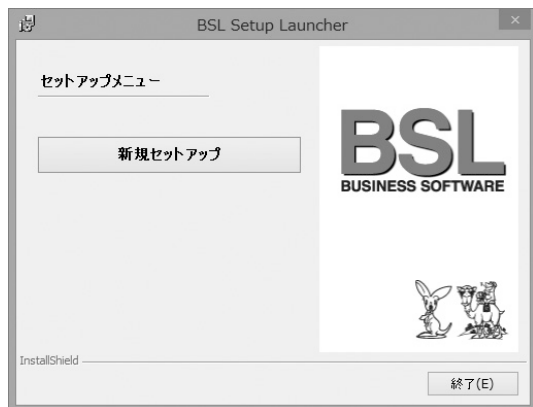 BSL Setup Launcher
セットアップメニュー
新規セットアップ
BSL
BUSINESS SOFTWARE
InstallShield
終了(E)